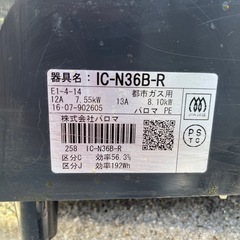 器具名: IC-N36B-R
E1-4-14 都市ガス用
12A 7.55kW 13A 8.10kW
16・07-902605 パロマ PE
株式会社パロマ
258 IC-N36B-R
区分C 効率56.3%
区分J 効率192Wh
PS
TG